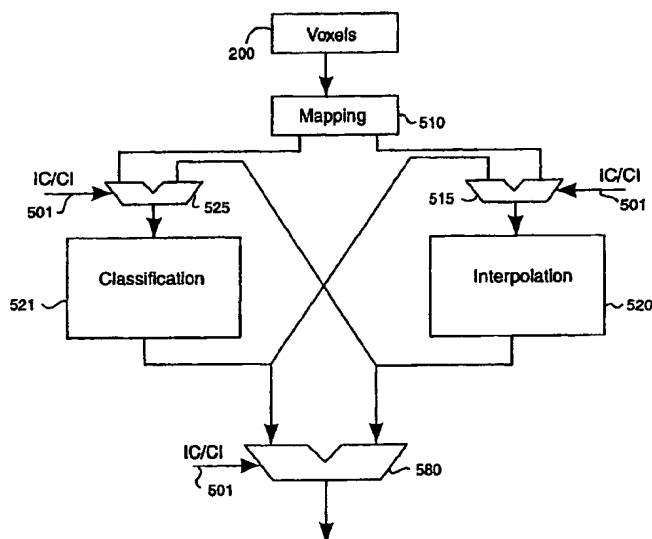 Voxels
200
Mapping
510
IC/CI
501
525
IC/CI
515
501
Classification
521
Interpolation
520
IC/CI
501
580